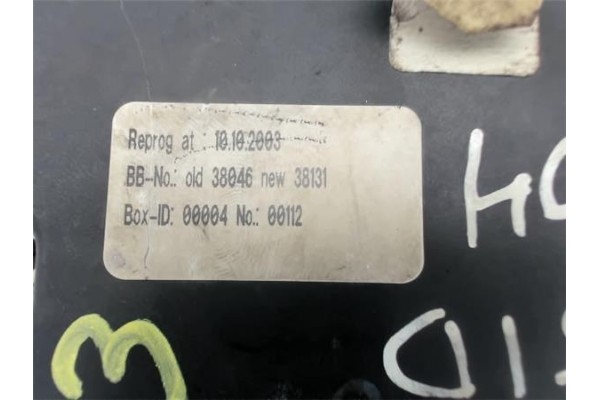 Reprog at : 10.10.2003
BB-No.: old 38046 new 38131
Box-ID: 00004 No.: 00112